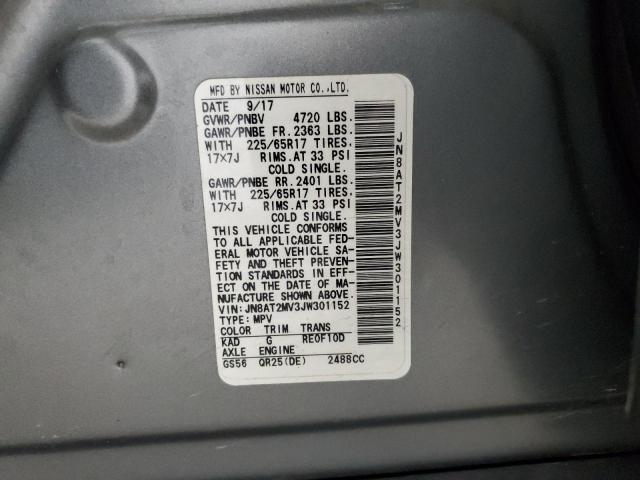 MFD BY NISSAN MOTOR CO.,LTD.
DATE 9/17
GVWR/PNBV 4720 LBS.
GAWR/PNBE FR. 2363 LBS.
WITH 225/65R17 TIRES.
17×7J RIMS. AT 33 PSI
COLD SINGLE.
GAWR/PNBE RR. 2401 LBS.
WITH 225/65R17 TIRES.
17×7J RIMS. AT 33 PSI
COLD SINGLE.
THIS VEHICLE CONFORMS
TO ALL APPLICABLE FED-
ERAL MOTOR VEHICLE SA-
FETY AND THEFT PREVEN-
TION STANDARDS IN EFF-
ECT ON THE DATE OF MA-
NUFACTURE SHOWN ABOVE.
VIN: JN8AT2MV3JW301152
TYPE: MPV
COLOR TRIM TRANS
KAD G RE0F10D
AXLE ENGINE
GS56 QR25(DE) 2488CC
JN8AT2MV3JW301152